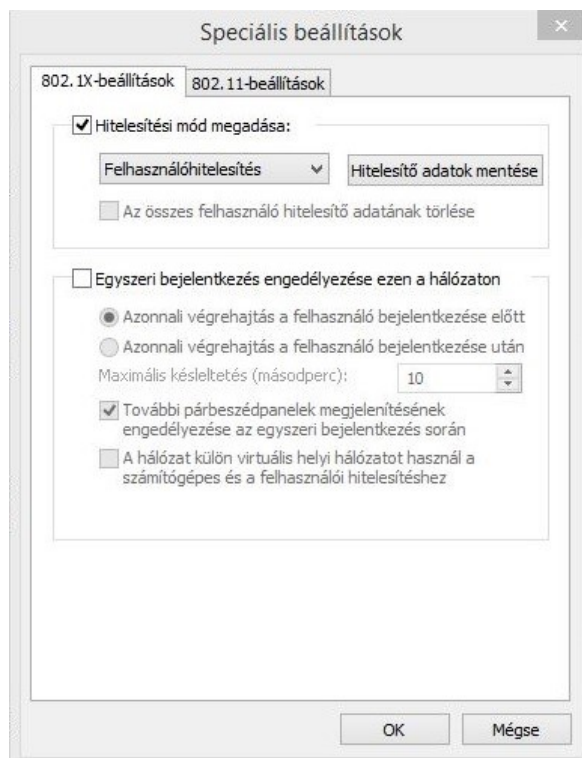 Speciális beállítások
802.1X-beállítások
802.11-beállítások
Hitelesítési mód megadása:
Felhasználóhitelesítés
Hitelesítő adatok mentése
Az összes felhasználó hitelesítő adatának törlése
Egyszeri bejelentkezés engedélyezése ezen a hálózaton
Azonnali végrehajtás a felhasználó bejelentkezése előtt
Azonnali végrehajtás a felhasználó bejelentkezése után
Maximális késleltetés (másodperc):
10
További párbeszédpanelek megjelenítésének
engedélyezése az egyszeri bejelentkezés során
A hálózat külön virtuális helyi hálózatot használ a
számítógépes és a felhasználói hitelesítéshez
OK
Mégse